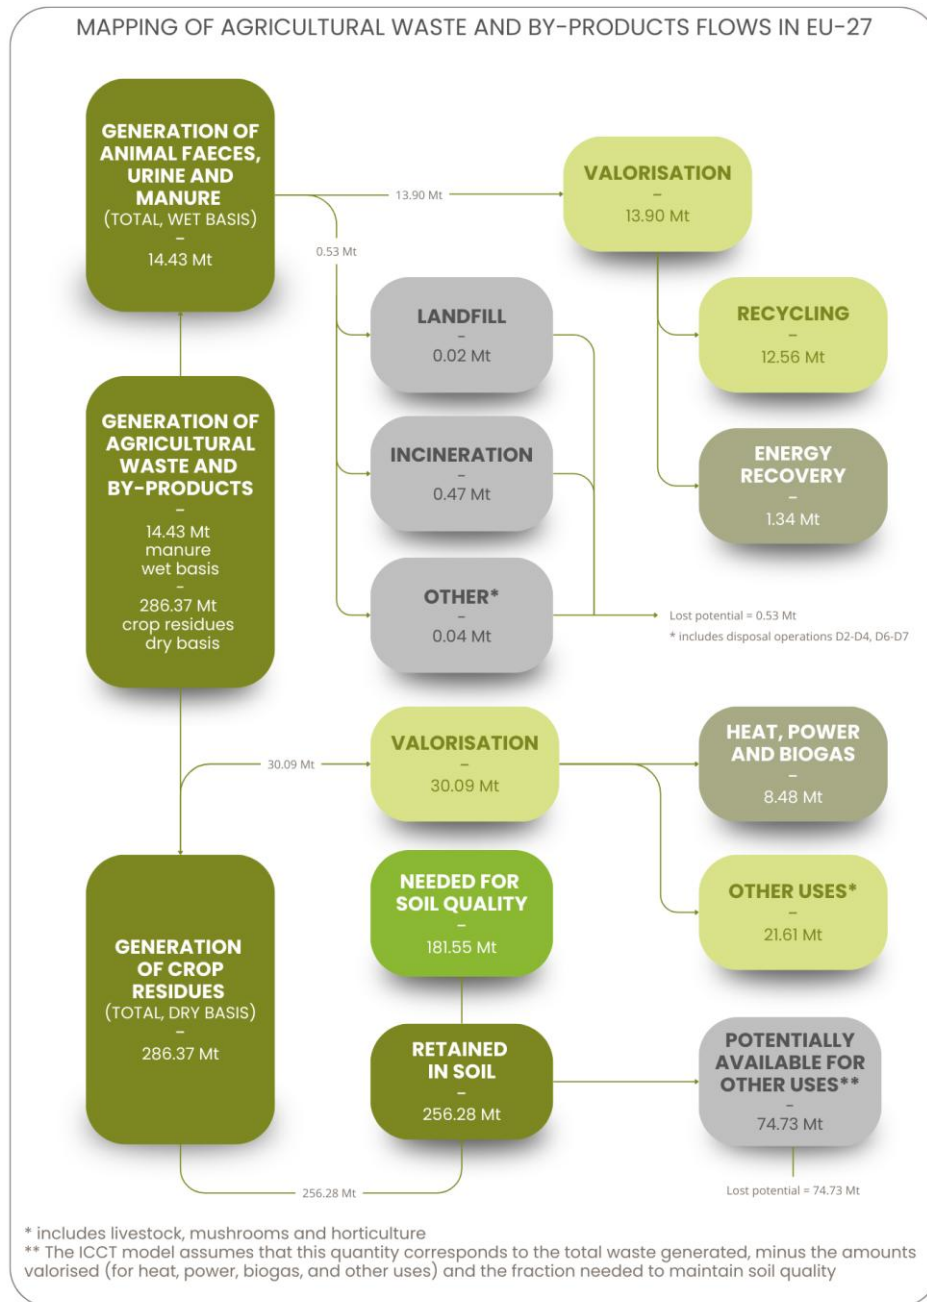 MAPPING OF AGRICULTURAL WASTE AND BY-PRODUCTS FLOWS IN EU-27
GENERATION OF
ANIMAL FAECES,
URINE AND
MANURE
(TOTAL, WET BASIS)
–
14.43 Mt
13.90 Mt
0.53 Mt
VALORISATION
–
13.90 Mt
LANDFILL
–
0.02 Mt
RECYCLING
–
12.56 Mt
GENERATION OF
AGRICULTURAL
WASTE AND
BY-PRODUCTS
–
14.43 Mt
manure
wet basis
–
286.37 Mt
crop residues
dry basis
INCINERATION
–
0.47 Mt
ENERGY
RECOVERY
–
1.34 Mt
OTHER*
–
0.04 Mt
Lost potential = 0.53 Mt
* includes disposal operations D2-D4, D6-D7
30.09 Mt
VALORISATION
–
30.09 Mt
HEAT, POWER
AND BIOGAS
–
8.48 Mt
NEEDED FOR
SOIL QUALITY
–
181.55 Mt
OTHER USES*
–
21.61 Mt
GENERATION
OF CROP
RESIDUES
(TOTAL, DRY BASIS)
–
286.37 Mt
RETAINED
IN SOIL
–
256.28 Mt
POTENTIALLY
AVAILABLE FOR
OTHER USES**
–
74.73 Mt
256.28 Mt
Lost potential = 74.73 Mt
* includes livestock, mushrooms and horticulture
** The ICCT model assumes that this quantity corresponds to the total waste generated, minus the amounts
valorised (for heat, power, biogas, and other uses) and the fraction needed to maintain soil quality